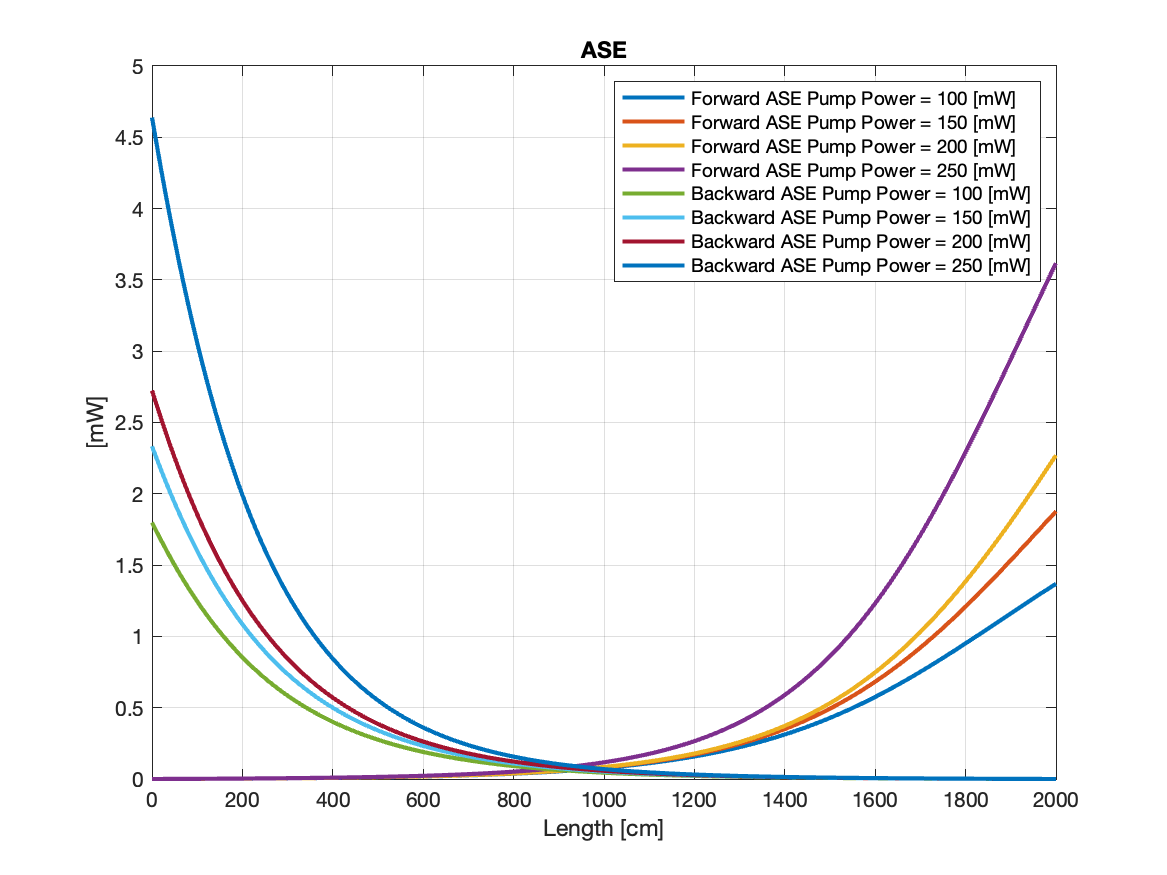 ASE
5
4.5
4
3.5
3
2.5
2
1.5
1
0.5
0
[mW]
Forward ASE Pump Power = 100 [mW]
Forward ASE Pump Power = 150 [mW]
Forward ASE Pump Power = 200 [mW]
Forward ASE Pump Power = 250 [mW]
Backward ASE Pump Power = 100 [mW]
Backward ASE Pump Power = 150 [mW]
Backward ASE Pump Power = 200 [mW]
Backward ASE Pump Power = 250 [mW]
0 200 400 600 800 1000 1200 1400 1600 1800 2000
Length [cm]